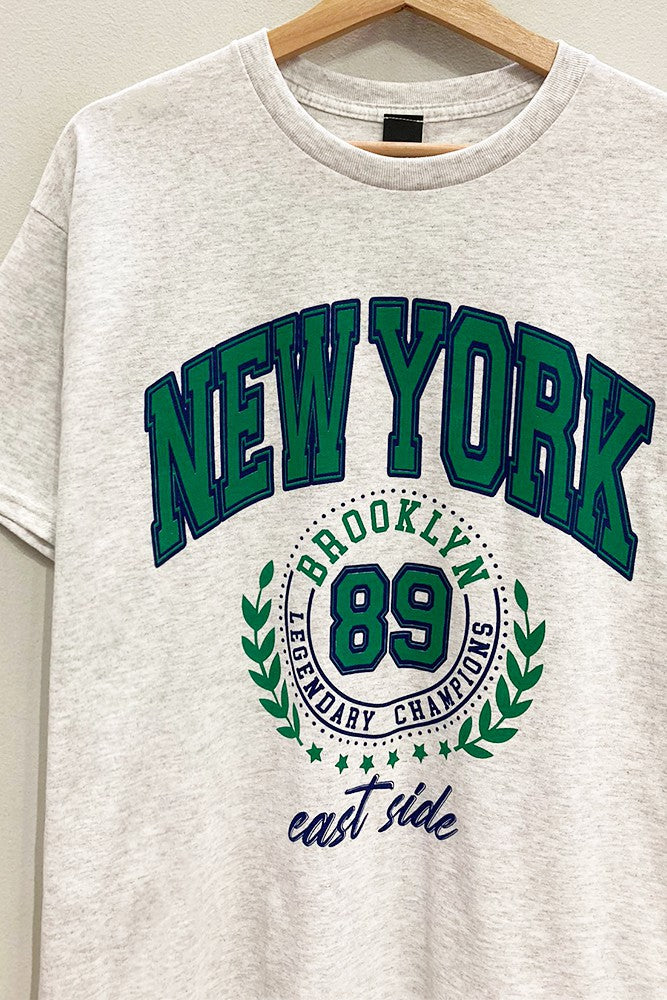 NEW YORK
BROOKLYN
89
LEGENDARY CHAMPIONS
east side